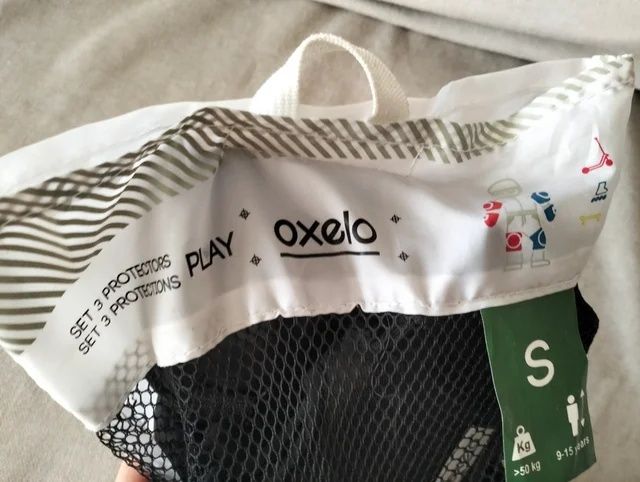 SET 3 PROTECTORS
SET 3 PROTECTIONS
PLAY
oxelo
S
Kg
>50 kg
9-15 years